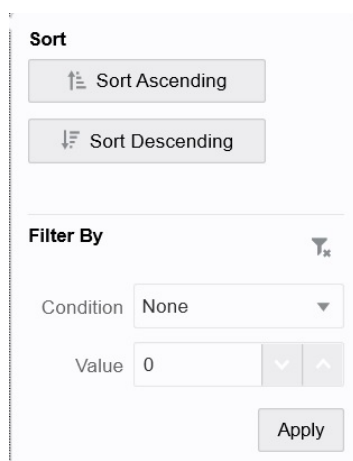 Sort
Sort Ascending
Sort Descending
Filter By
Condition None
Value 0
Apply